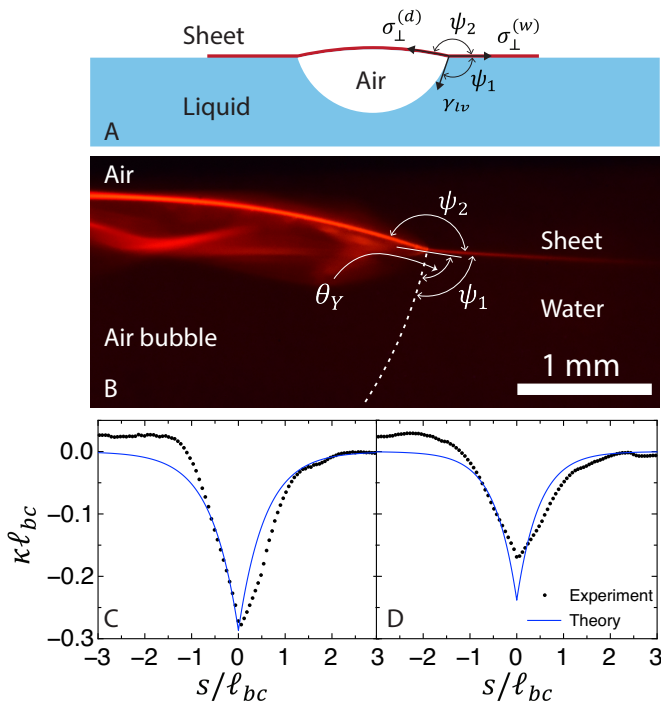 Sheet
σ⊥(d)
ψ2
σ⊥(w)
Air
ψ1
Liquid
γlv
A
Air
ψ2
Sheet
θY
ψ1
Water
Air bubble
1 mm
B
0.0
−0.1
−0.2
−0.3
κℓbc
C
D
Experiment
Theory
−3 −2 −1 0 1 2 3
−2 −1 0 1 2 3
s/ℓbc
s/ℓbc